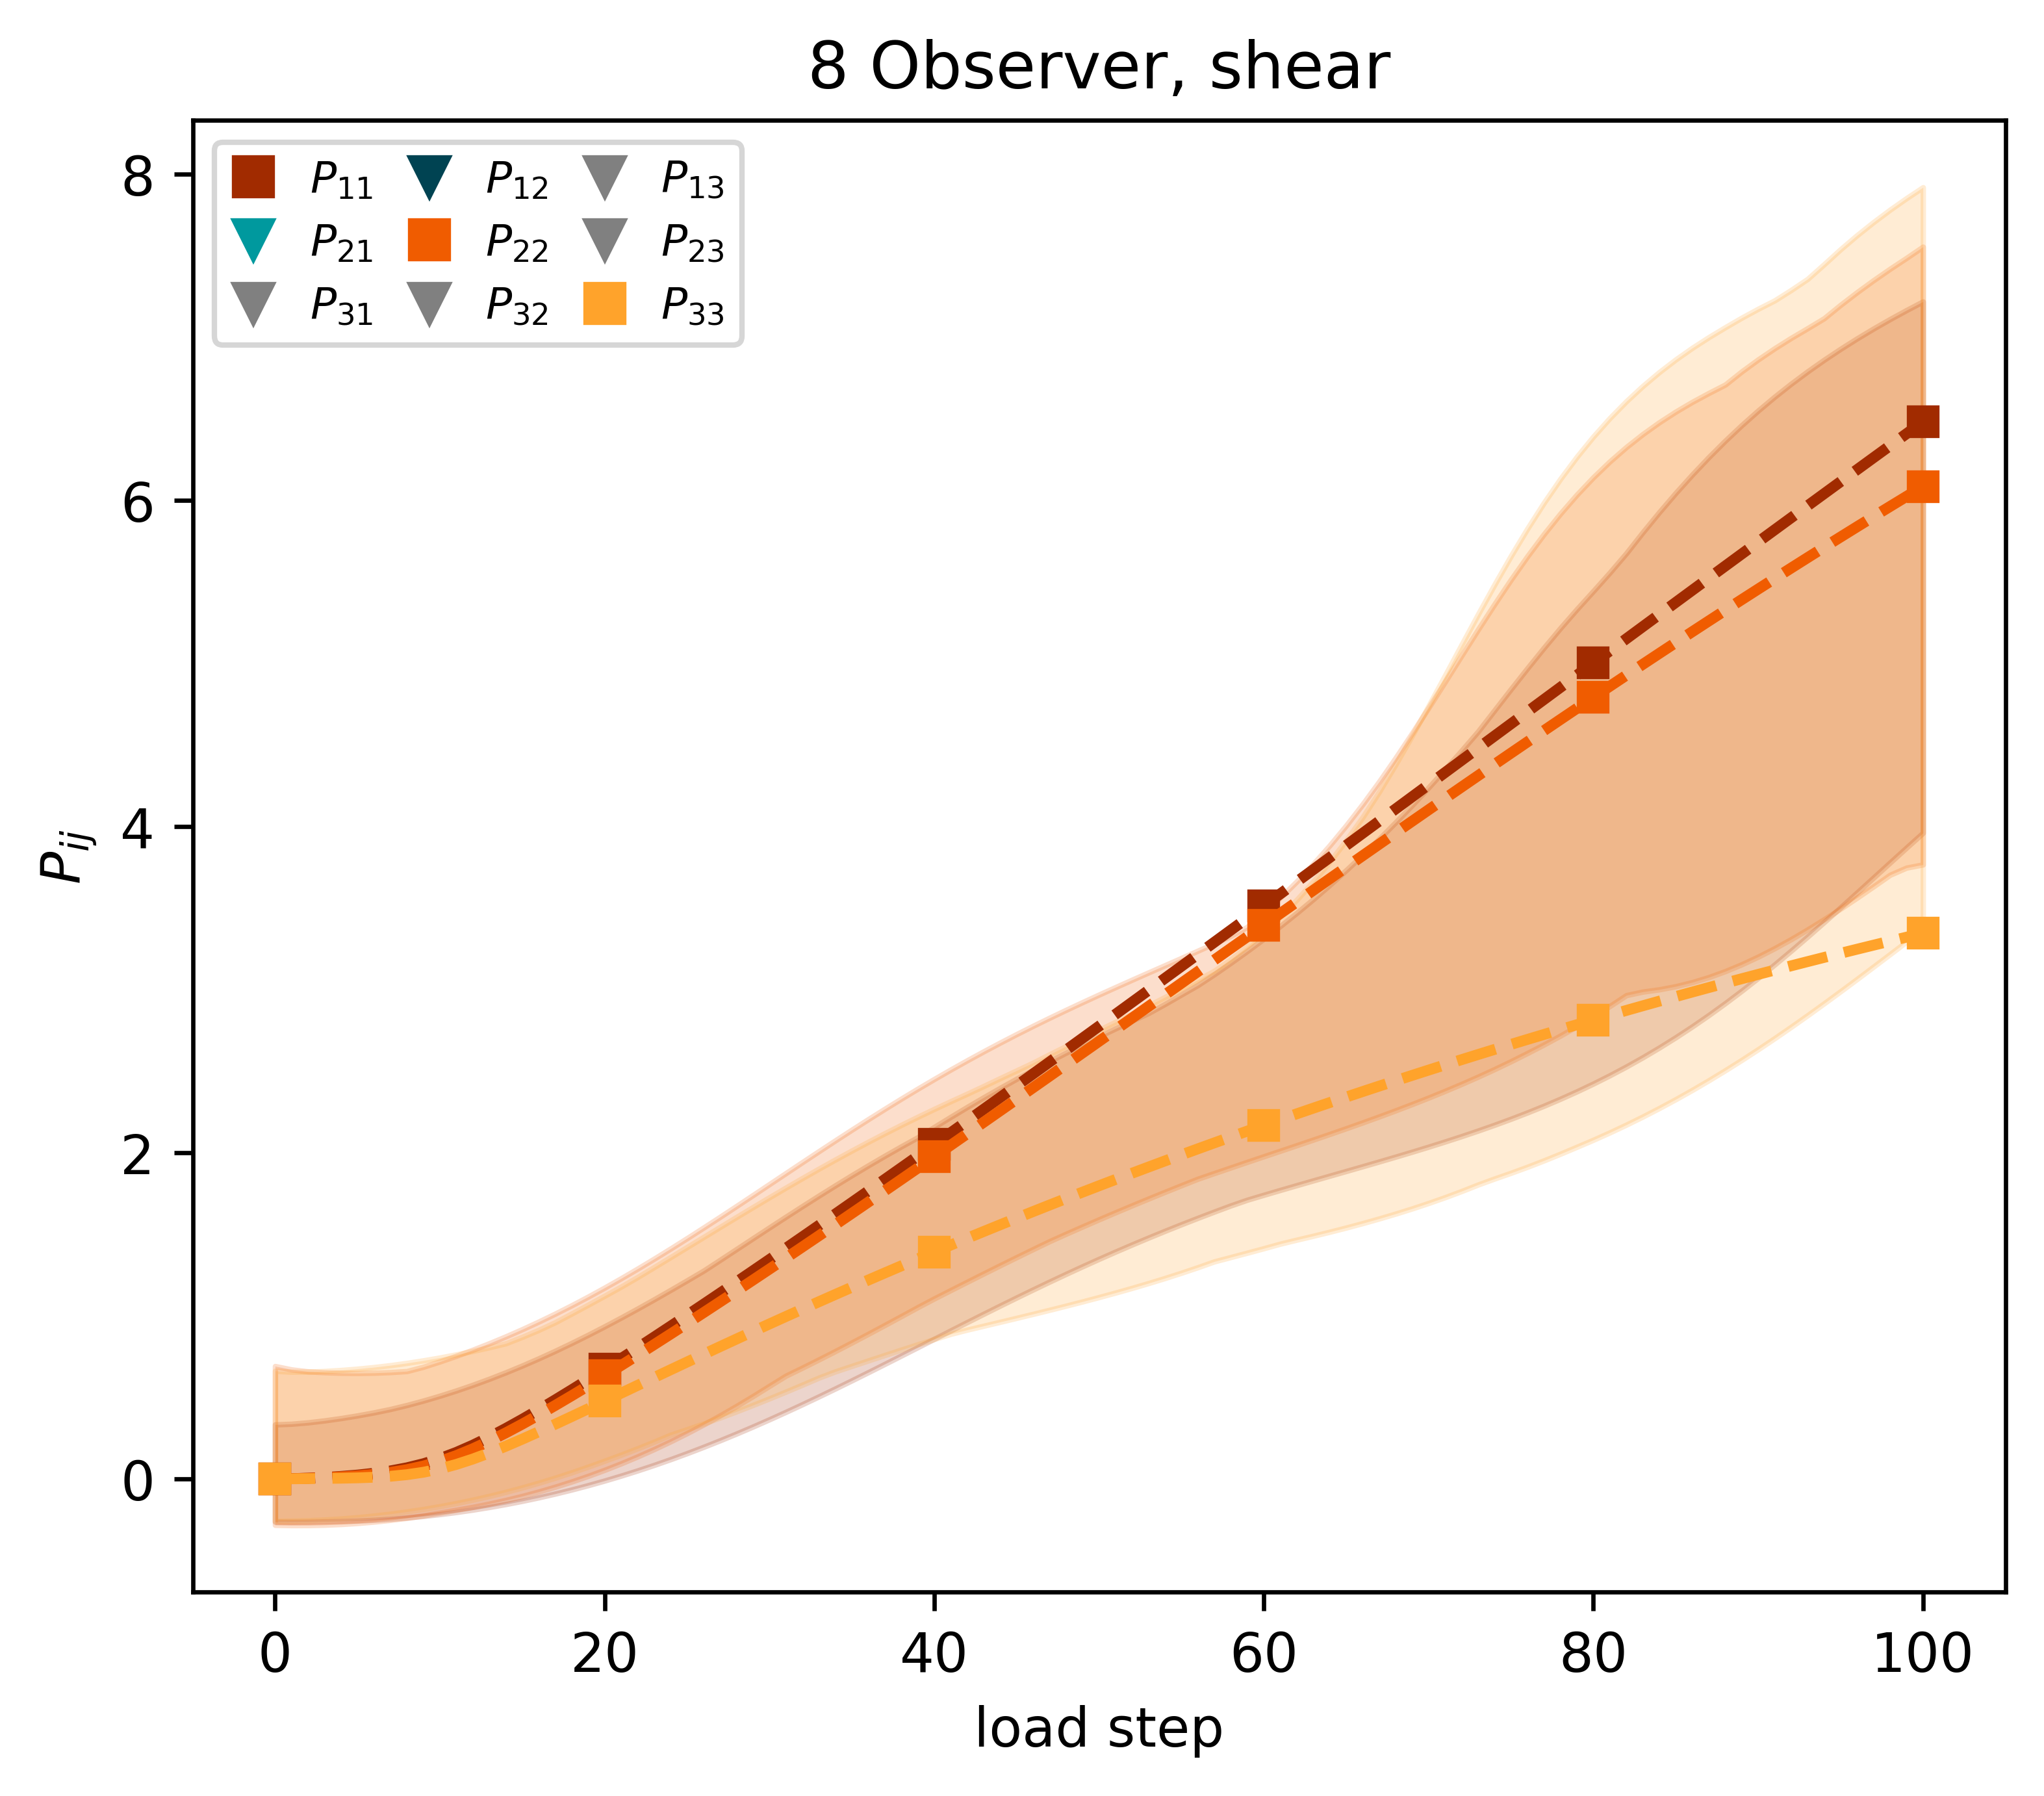 8 Observer, shear
P11 P12 P13
P21 P22 P23
P31 P32 P33
8
6
4
2
0
Pij
0 20 40 60 80 100
load step